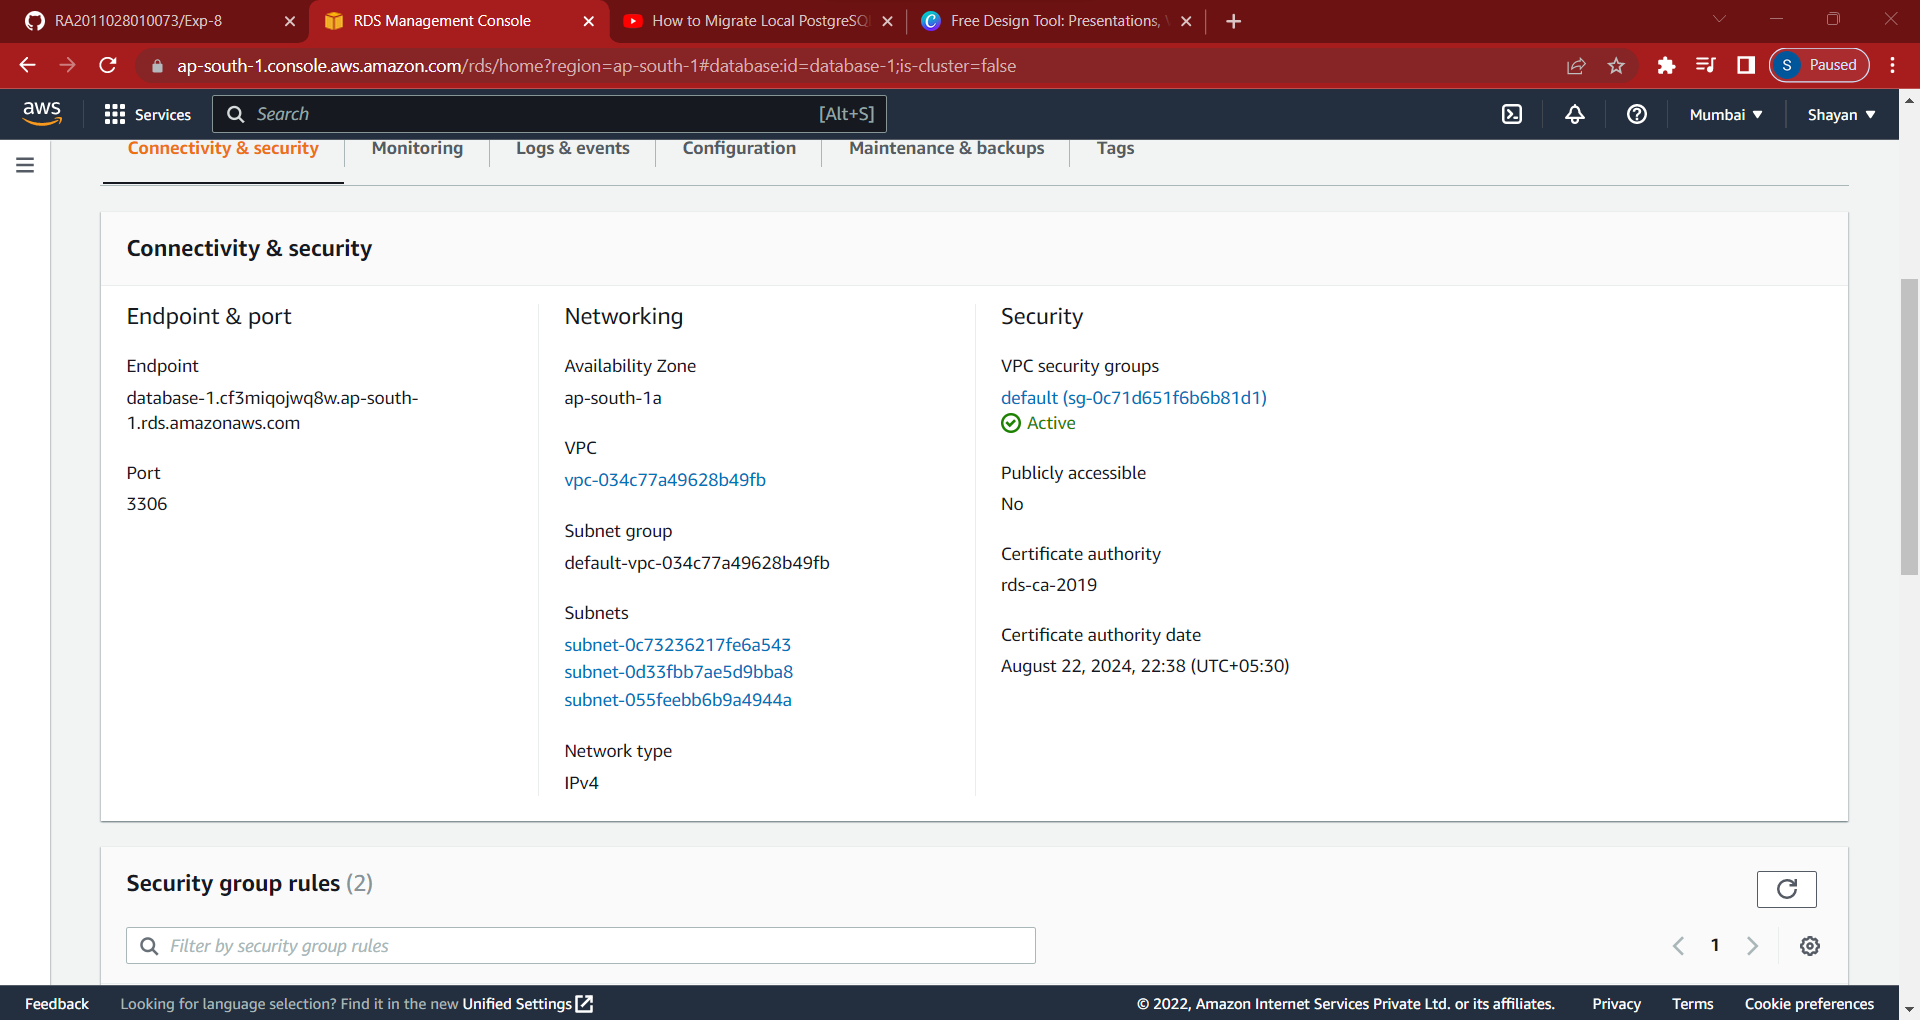 RA2011028010073/Exp-8
RDS Management Console
How to Migrate Local PostgreSQL
Free Design Tool: Presentations,
ap-south-1.console.aws.amazon.com/rds/home?region=ap-south-1#database:id=database-1;is-cluster=false
S Paused
aws
Services
Search
[Alt+S]
Mumbai ▼
Shayan ▼
Connectivity & security
Monitoring
Logs & events
Configuration
Maintenance & backups
Tags
Connectivity & security
Endpoint & port
Endpoint
database-1.cf3miqojwq8w.ap-south-
1.rds.amazonaws.com
Port
3306
Networking
Availability Zone
ap-south-1a
VPC
vpc-034c77a49628b49fb
Subnet group
default-vpc-034c77a49628b49fb
Subnets
subnet-0c73236217fe6a543
subnet-0d33fbb7ae5d9bba8
subnet-055feebb6b9a4944a
Network type
IPv4
Security
VPC security groups
default (sg-0c71d651f6b6b81d1)
Active
Publicly accessible
No
Certificate authority
rds-ca-2019
Certificate authority date
August 22, 2024, 22:38 (UTC+05:30)
Security group rules (2)
Filter by security group rules
1
Feedback
Looking for language selection? Find it in the new Unified Settings
© 2022, Amazon Internet Services Private Ltd. or its affiliates.
Privacy
Terms
Cookie preferences